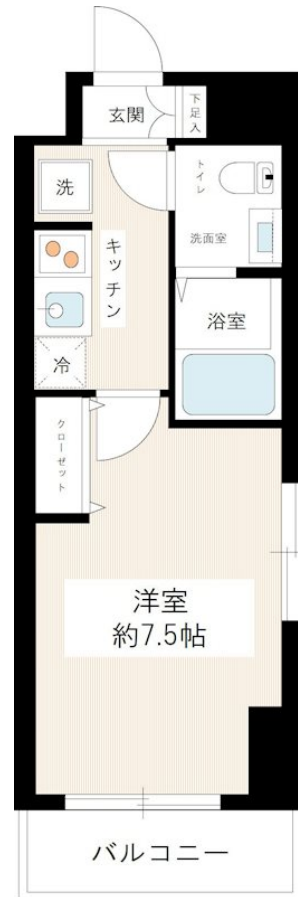 玄関
下足入
洗
トイレ
キッチン
洗面室
浴室
冷
クローゼット
洋室
約7.5帖
バルコニー